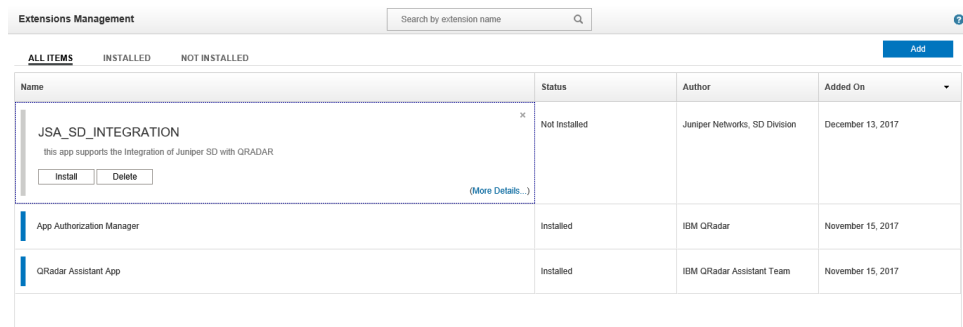 Extensions Management
Search by extension name
?
ALL ITEMS INSTALLED NOT INSTALLED
Add
Name Status Author Added On
JSA_SD_INTEGRATION × Not Installed Juniper Networks, SD Division December 13, 2017
this app supports the Integration of Juniper SD with QRADAR
Install Delete
(More Details...)
App Authorization Manager Installed IBM QRadar November 15, 2017
QRadar Assistant App Installed IBM QRadar Assistant Team November 15, 2017